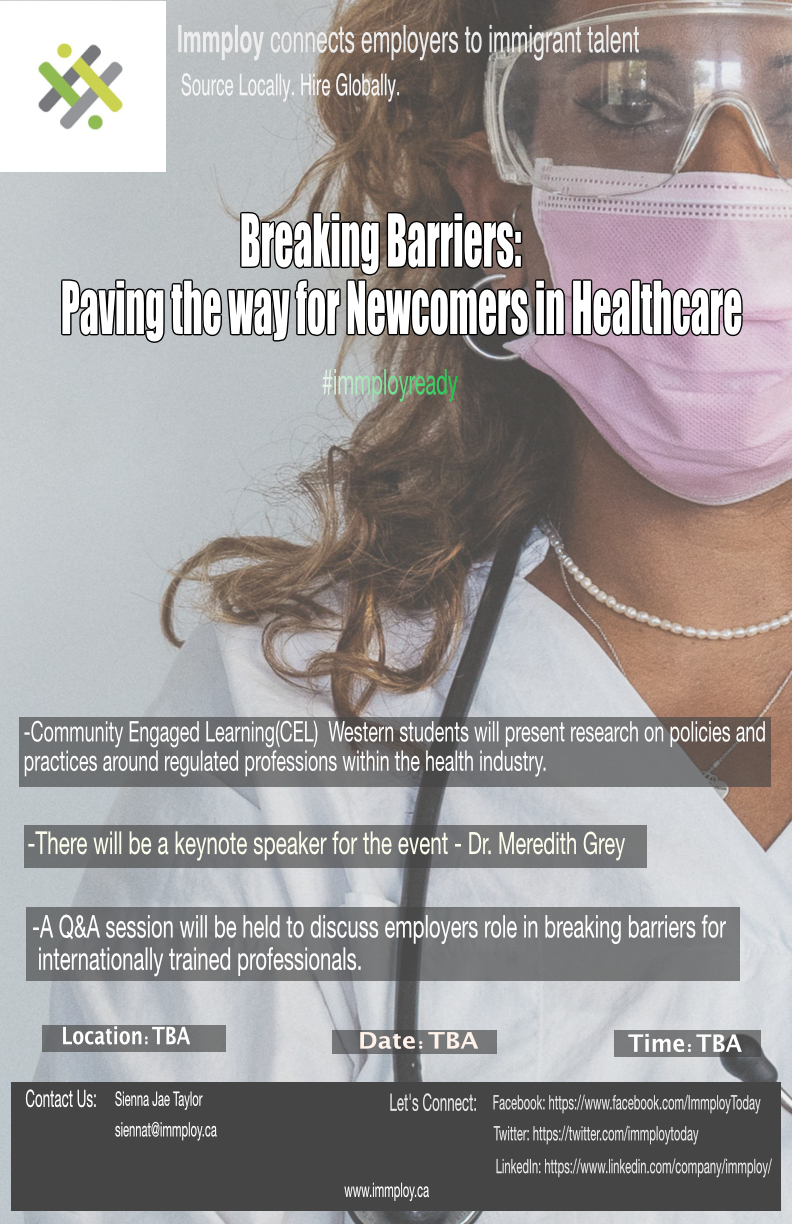 Immploy connects employers to immigrant talent
Source Locally. Hire Globally.
Breaking Barriers:
Paving the way for Newcomers in Healthcare
#immployready
-Community Engaged Learning(CEL)  Western students will present research on policies and
practices around regulated professions within the health industry.
-There will be a keynote speaker for the event - Dr. Meredith Grey
-A Q&A session will be held to discuss employers role in breaking barriers for
internationally trained professionals.
Location: TBA
Date: TBA
Time: TBA
Contact Us: Sienna Jae Taylor
siennat@immploy.ca
Let's Connect: Facebook: https://www.facebook.com/ImmployToday
Twitter: https://twitter.com/immploytoday
LinkedIn: https://www.linkedin.com/company/immploy/
www.immploy.ca